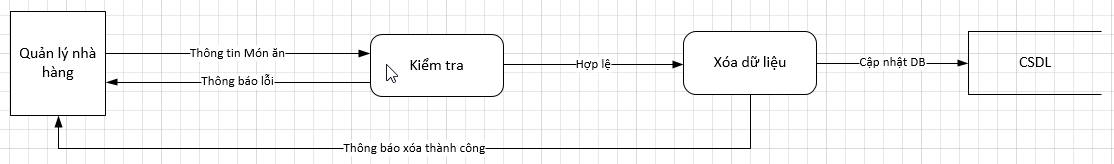 Quản lý nhà
hàng
Thông tin Món ăn
Thông báo lỗi
Kiểm tra
Hợp lệ
Xóa dữ liệu
Cập nhật DB
CSDL
Thông báo xóa thành công